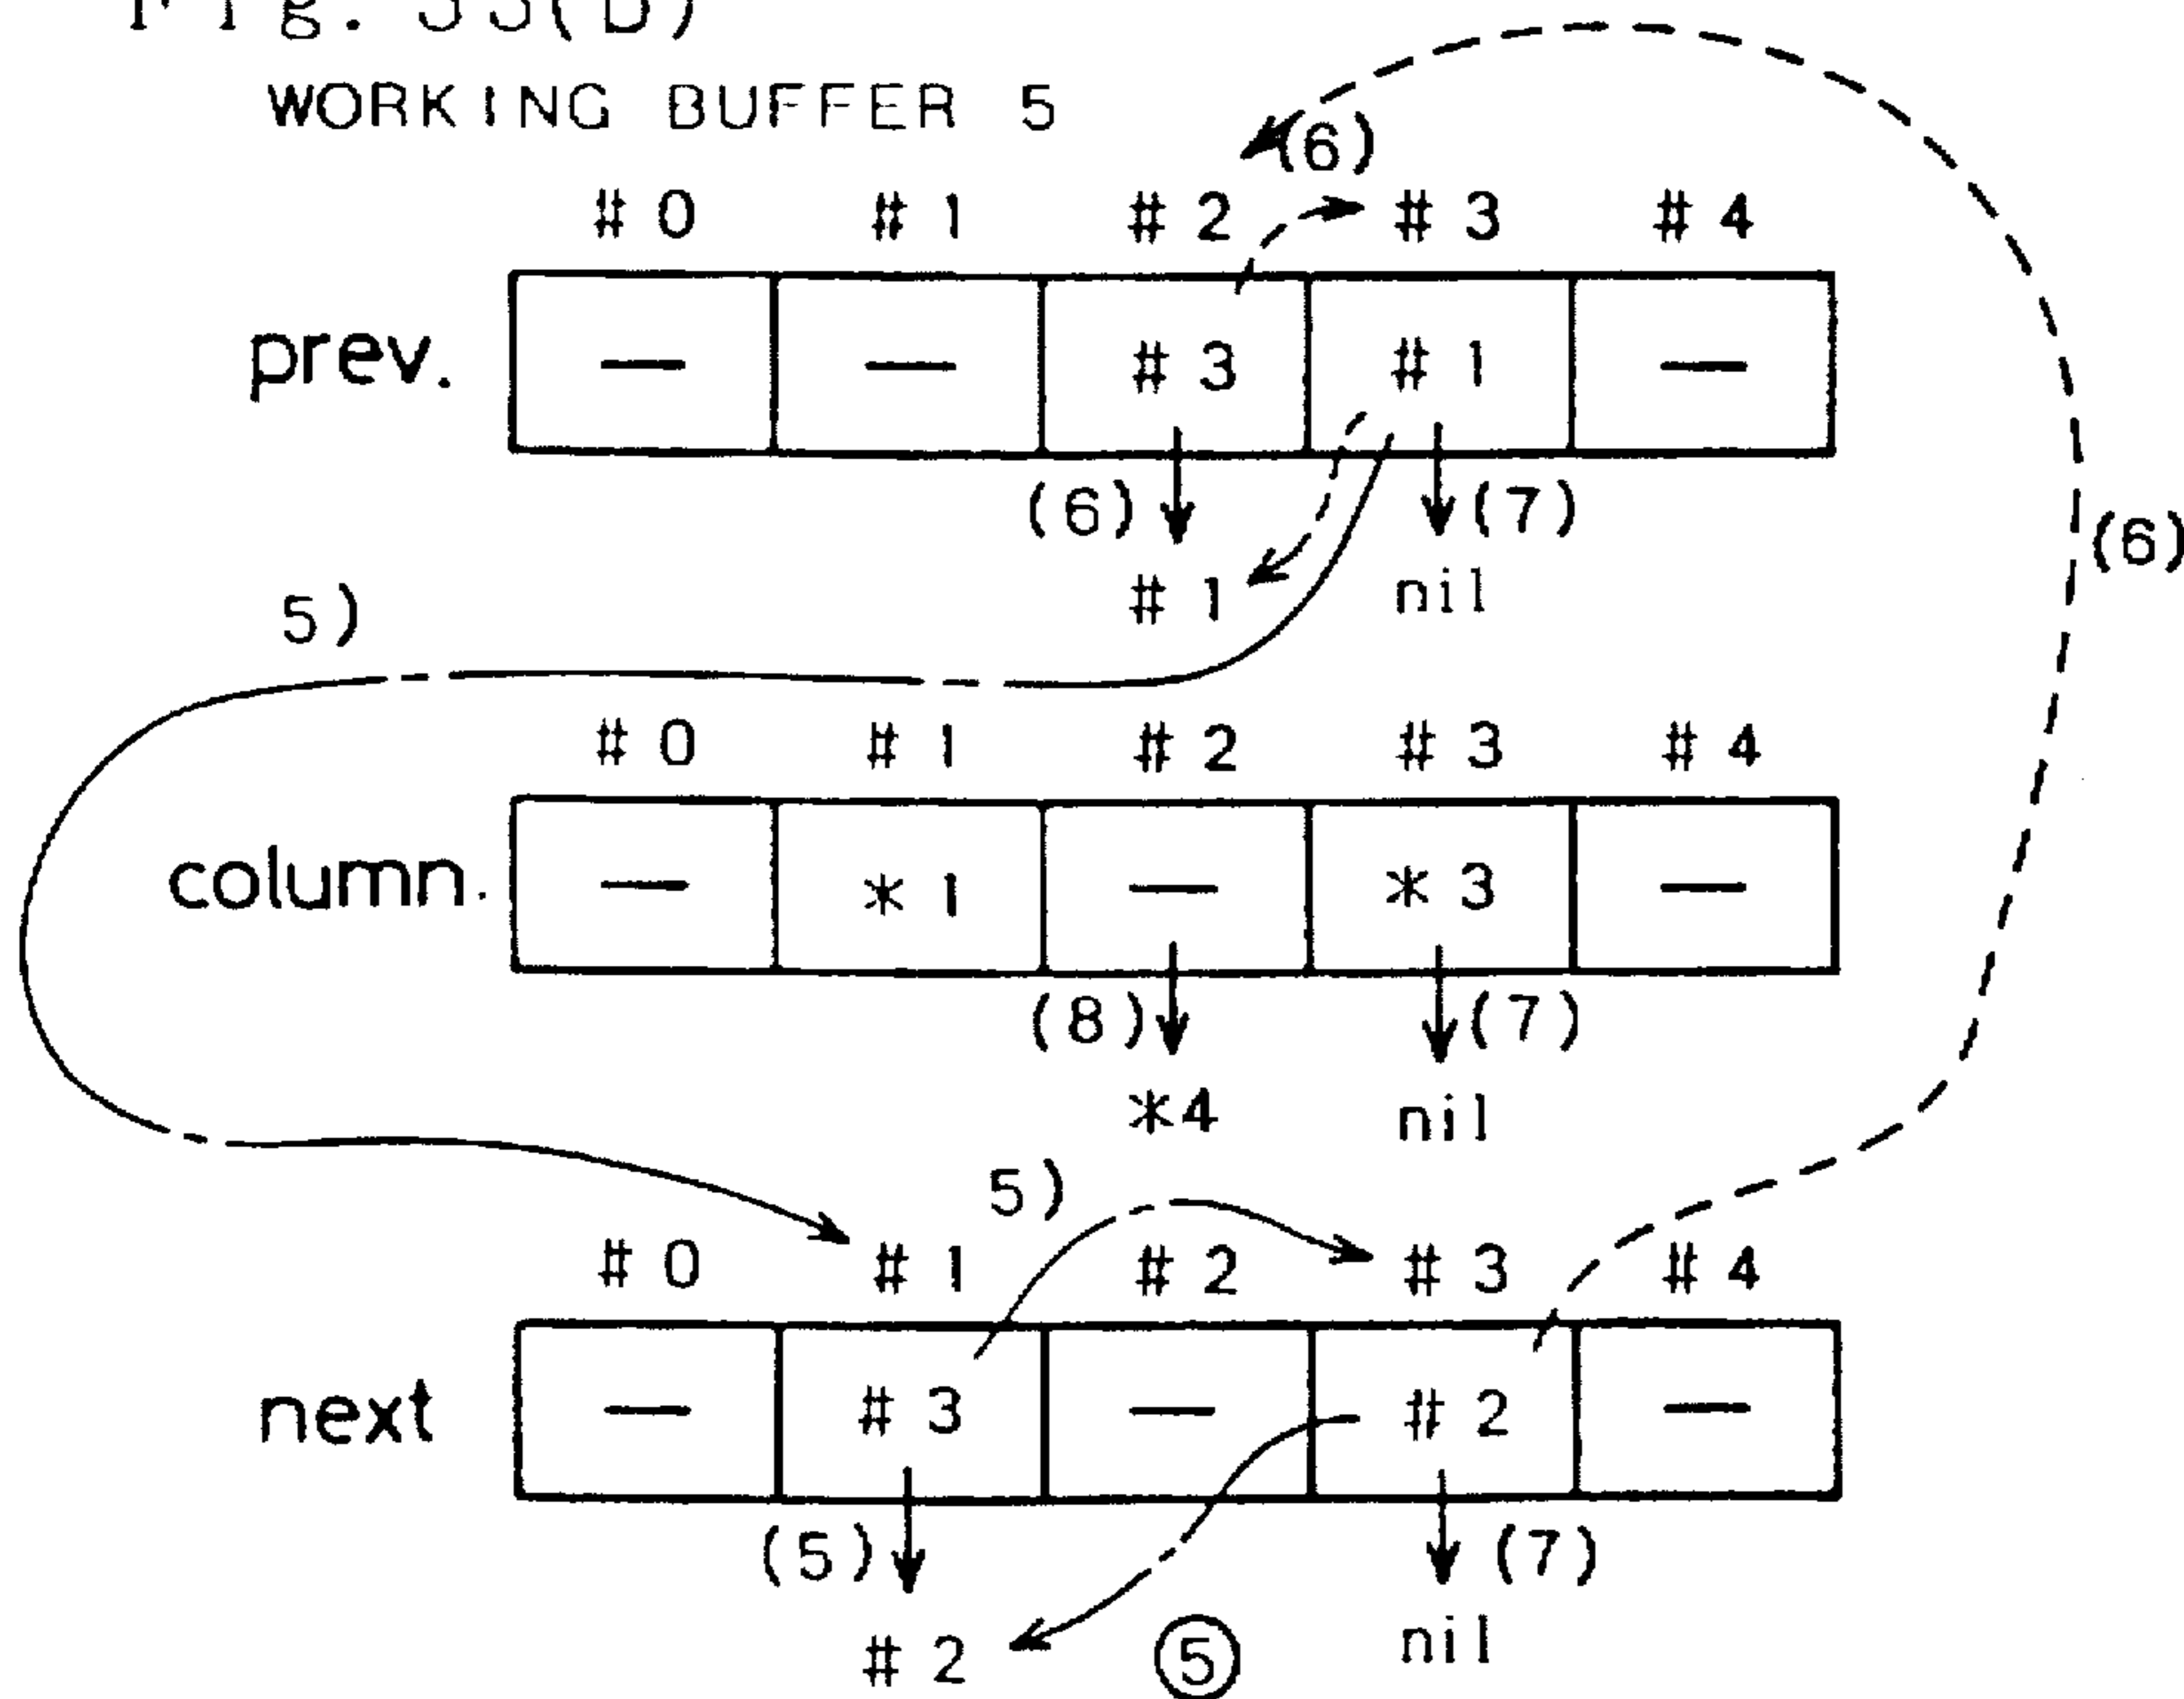 Fig. 33(D)
WORKING BUFFER 5
(6)
# 0 # 1 # 2 # 3 # 4
prev. — — # 3 # 1 —
(6) (7) (6)
# 1 nil
5)
# 0 # 1 # 2 # 3 # 4
column. — * 1 — * 3 —
(8) (7)
*4 nil
5)
# 0 # 1 # 2 # 3 # 4
next — # 3 — # 2 —
(5) (7)
# 2 ⑤ nil